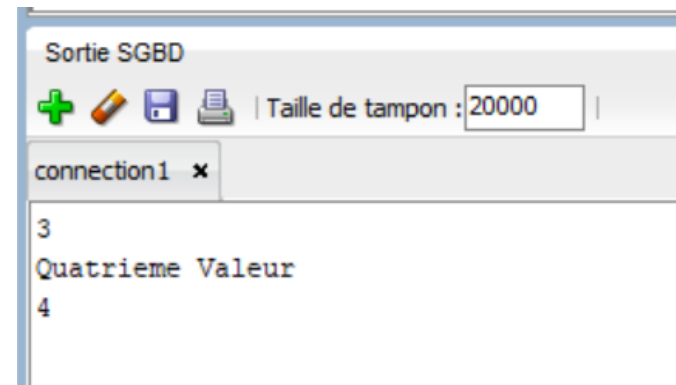 Sortie SGBD
Taille de tampon : 20000
connection1
3
Quatrieme Valeur
4